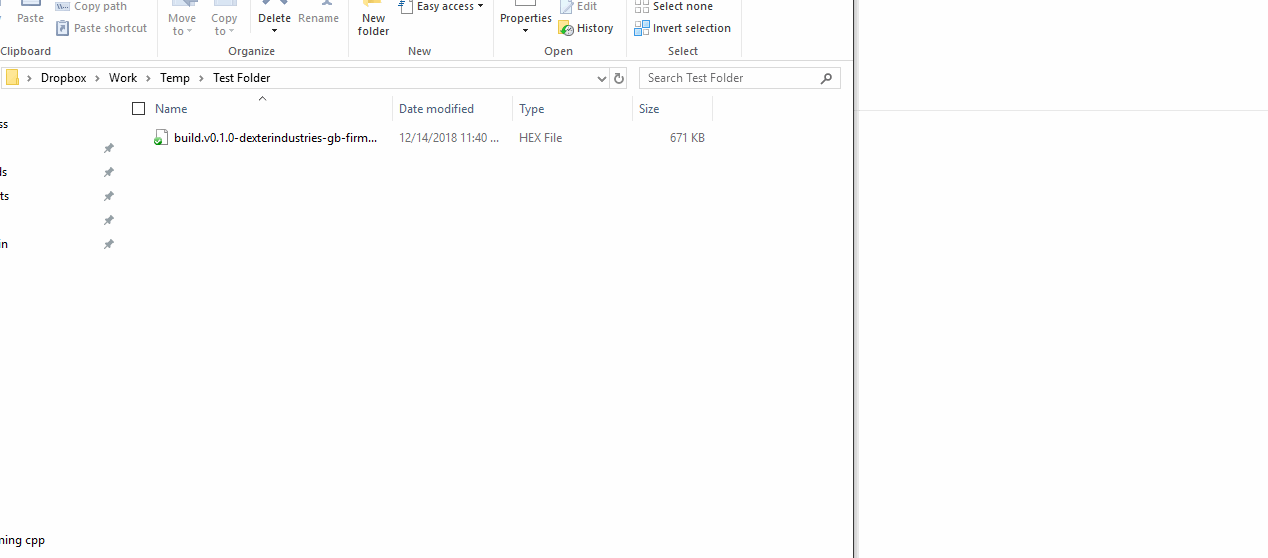 Copy path
Easy access
Edit
Select none
Paste
Move to
Copy to
Delete
Rename
New folder
Properties
Paste shortcut
History
Invert selection
Clipboard
Organize
New
Open
Select
Dropbox > Work > Temp > Test Folder
Search Test Folder
Name
Date modified
Type
Size
ss
build.v0.1.0-dexterindustries-gb-firm...
12/14/2018 11:40 ...
HEX File
671 KB
ls
ts
in
ning cpp